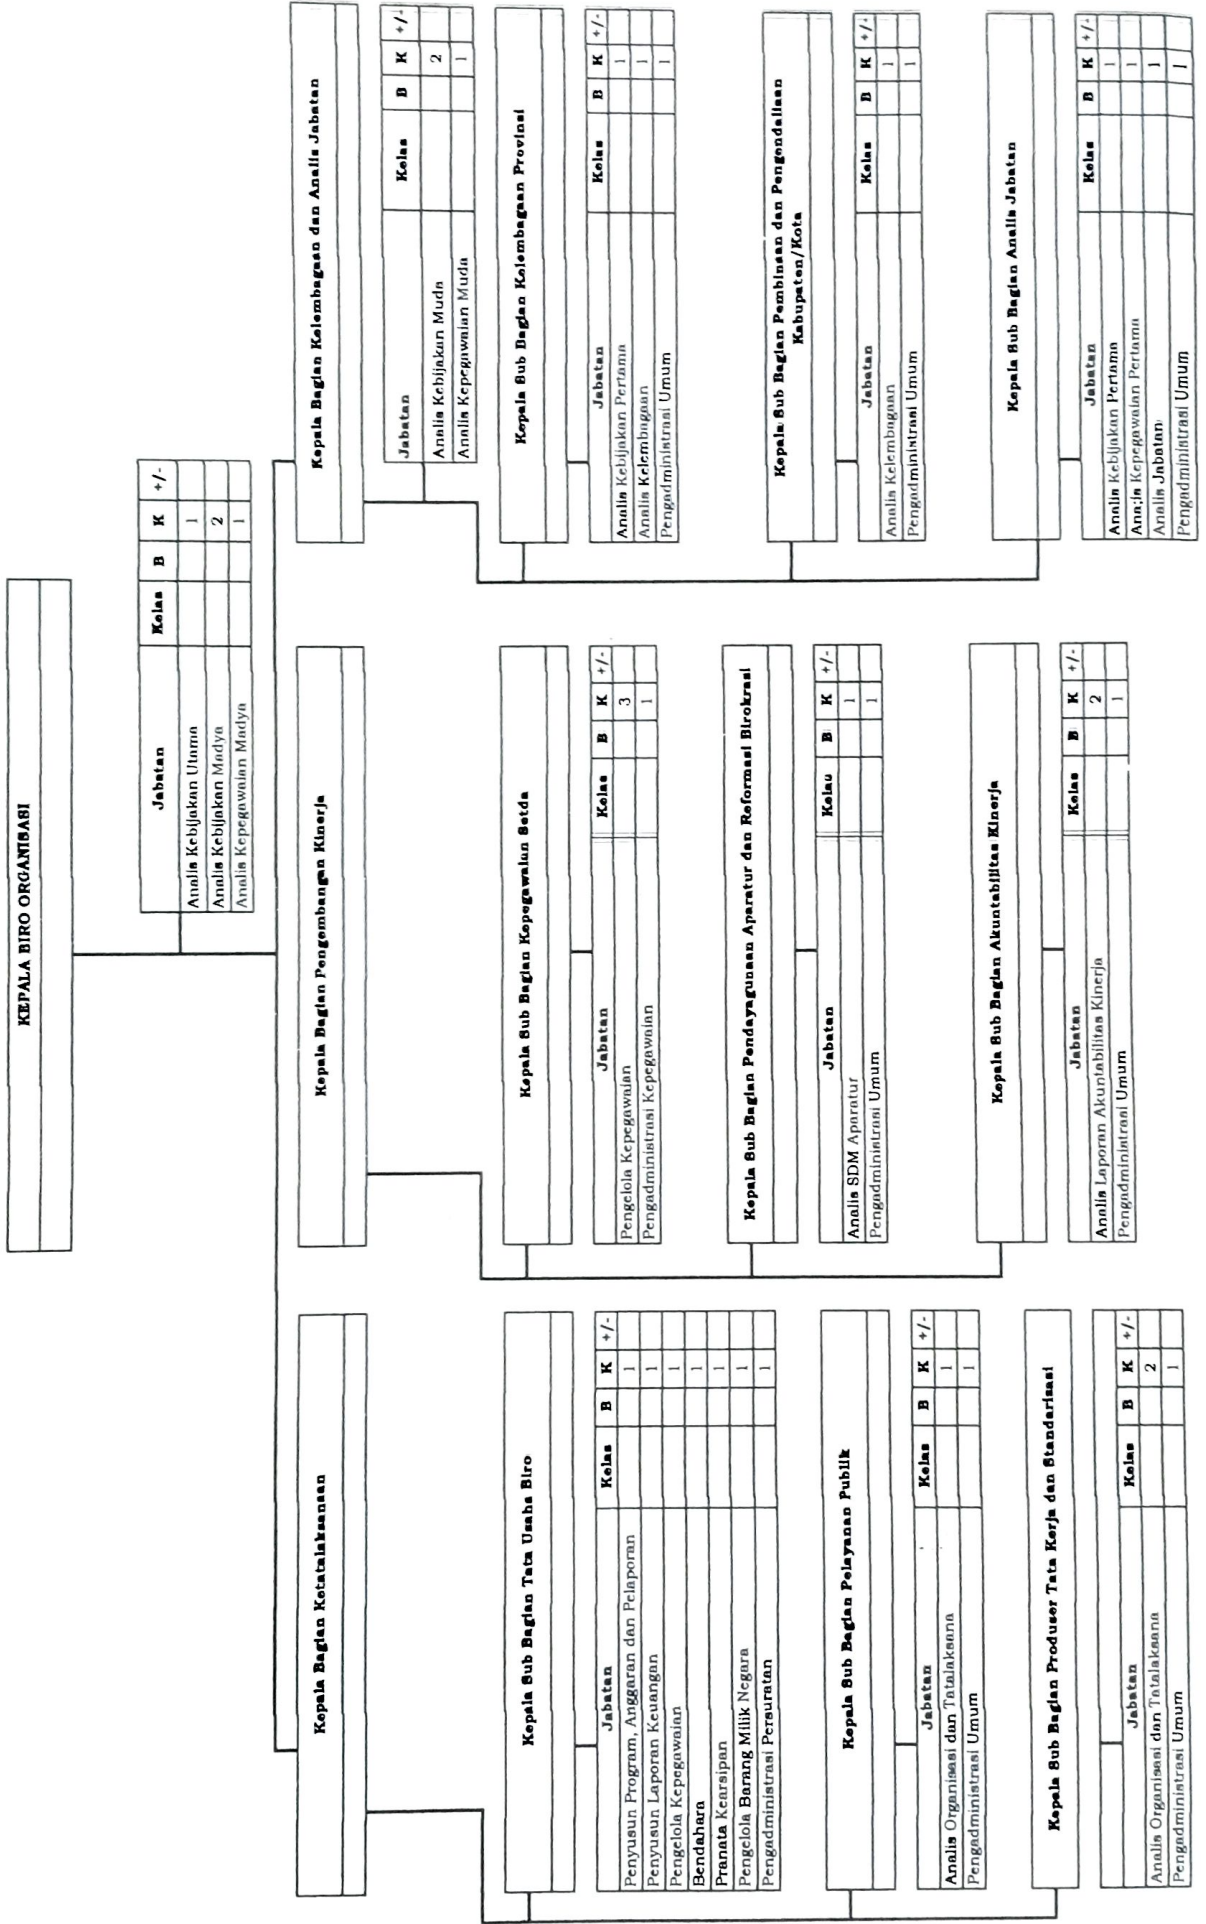 KEPALA BIRO ORGANISASI
Jabatan Kelas B K +/-
Analis Kebijakan Utama 1
Analis Kebijakan Madya 2
Analis Kepegawaian Madya 1
Kepala Bagian Ketatalaksanaan
Kepala Sub Bagian Tata Usaha Biro
Jabatan Kelas B K +/-
Penyusun Program, Anggaran dan Pelaporan 1
Penyusun Laporan Keuangan 1
Pengelola Kepegawaian 1
Bendahara 1
Pranata Kearsipan 1
Pengelola Barang Milik Negara 1
Pengadministrasi Persuratan 1
Kepala Sub Bagian Pelayanan Publik
Jabatan Kelas B K +/-
Analis Organisasi dan Tatalaksana 1
Pengadministrasi Umum 1
Kepala Sub Bagian Produser Tata Kerja dan Standarisasi
Jabatan Kelas B K +/-
Analis Organisasi dan Tatalaksana 2
Pengadministrasi Umum 1
Kepala Bagian Pengembangan Kinerja
Kepala Sub Bagian Kepegawaian Setda
Jabatan Kelas B K +/-
Pengelola Kepegawaian 3
Pengadministrasi Kepegawaian 1
Kepala Sub Bagian Pendayagunaan Aparatur dan Reformasi Birokrasi
Jabatan Kelas B K +/-
Analis SDM Aparatur 1
Pengadministrasi Umum 1
Kepala Sub Bagian Akuntabilitas Kinerja
Jabatan Kelas B K +/-
Analis Laporan Akuntabilitas Kinerja 2
Pengadministrasi Umum 1
Kepala Bagian Kelembagaan dan Analis Jabatan
Jabatan Kelas B K +/-
Analis Kebijakan Muda 2
Analis Kepegawaian Muda 1
Kepala Sub Bagian Kelembagaan Provinsi
Jabatan Kelas B K +/-
Analis Kebijakan Pertama 1
Analis Kelembagaan 1
Pengadministrasi Umum 1
Kepala Sub Bagian Pembinaan dan Pengendaliaan
Kabupaten/Kota
Jabatan Kelas B K +/-
Analis Kelembagaan 1
Pengadministrasi Umum 1
Kepala Sub Bagian Analis Jabatan
Jabatan Kelas B K +/-
Analis Kebijakan Pertama 1
Analis Kepegawaian Pertama 1
Analis Jabatan 1
Pengadministrasi Umum 1